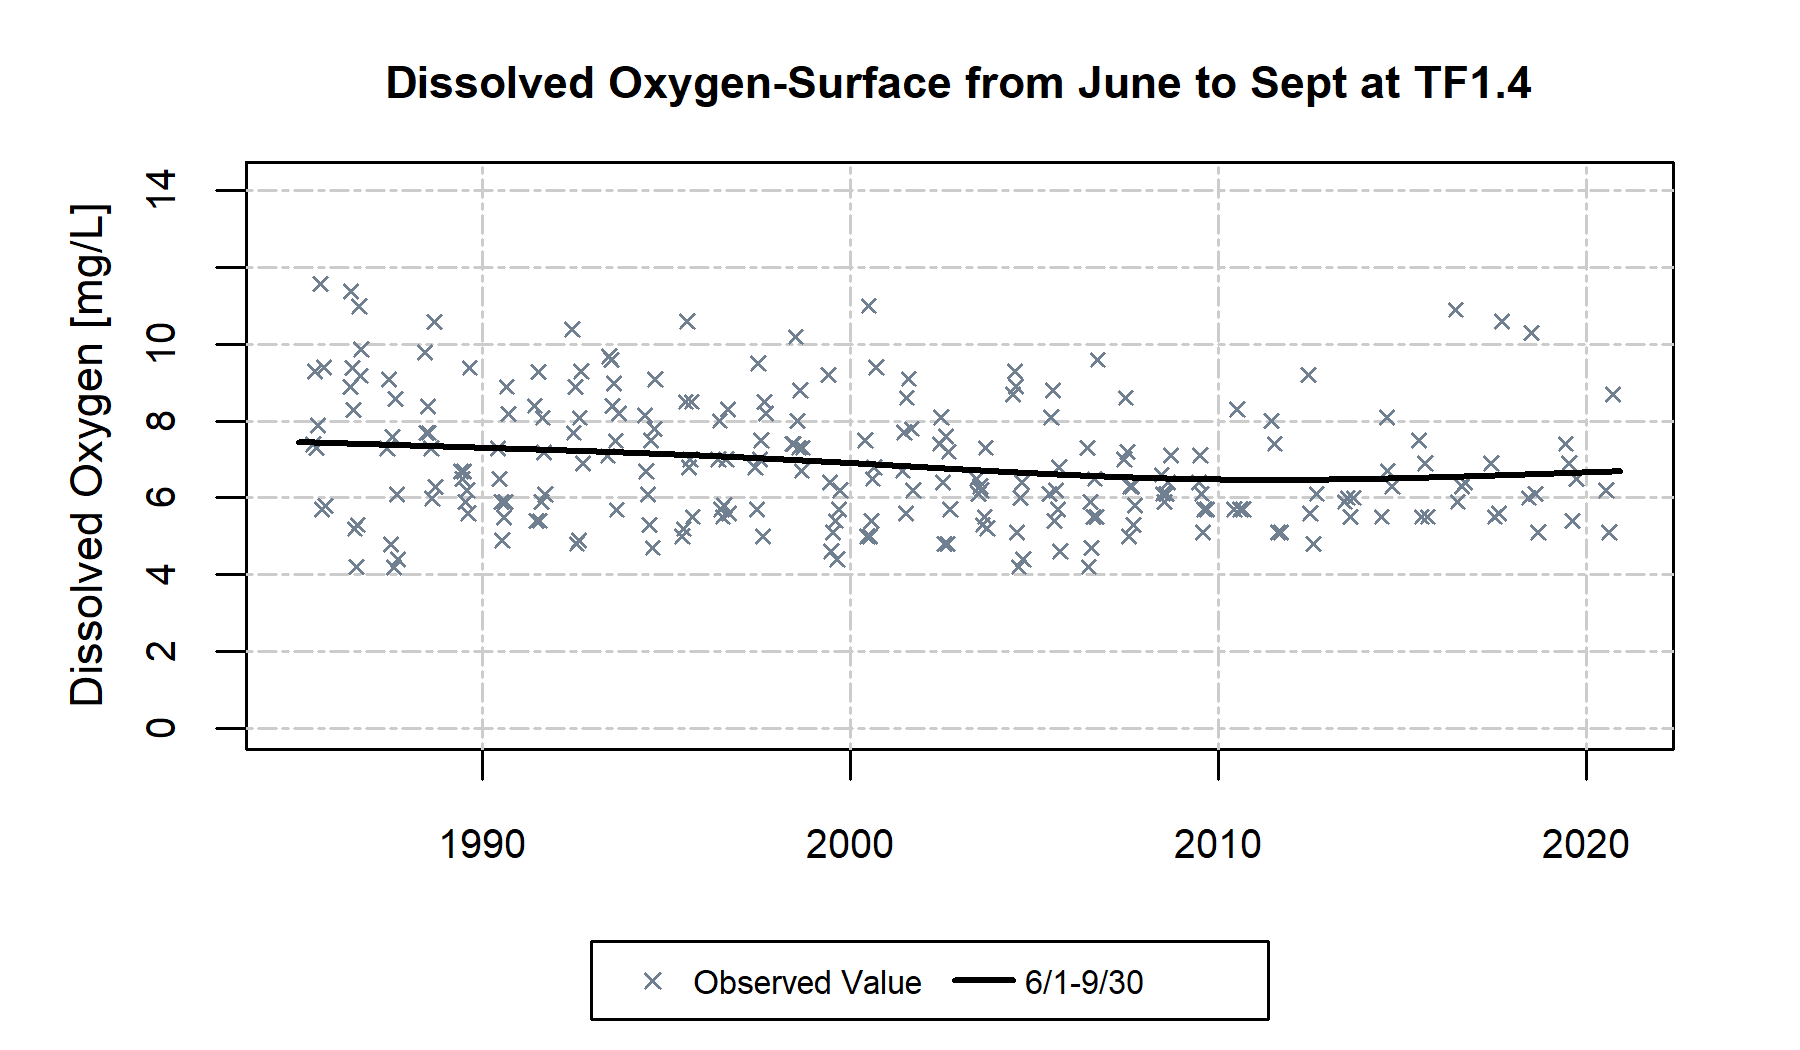 Dissolved Oxygen-Surface from June to Sept at TF1.4
Dissolved Oxygen [mg/L]
14
10
8
6
4
2
0
1990 2000 2010 2020
Observed Value 6/1-9/30